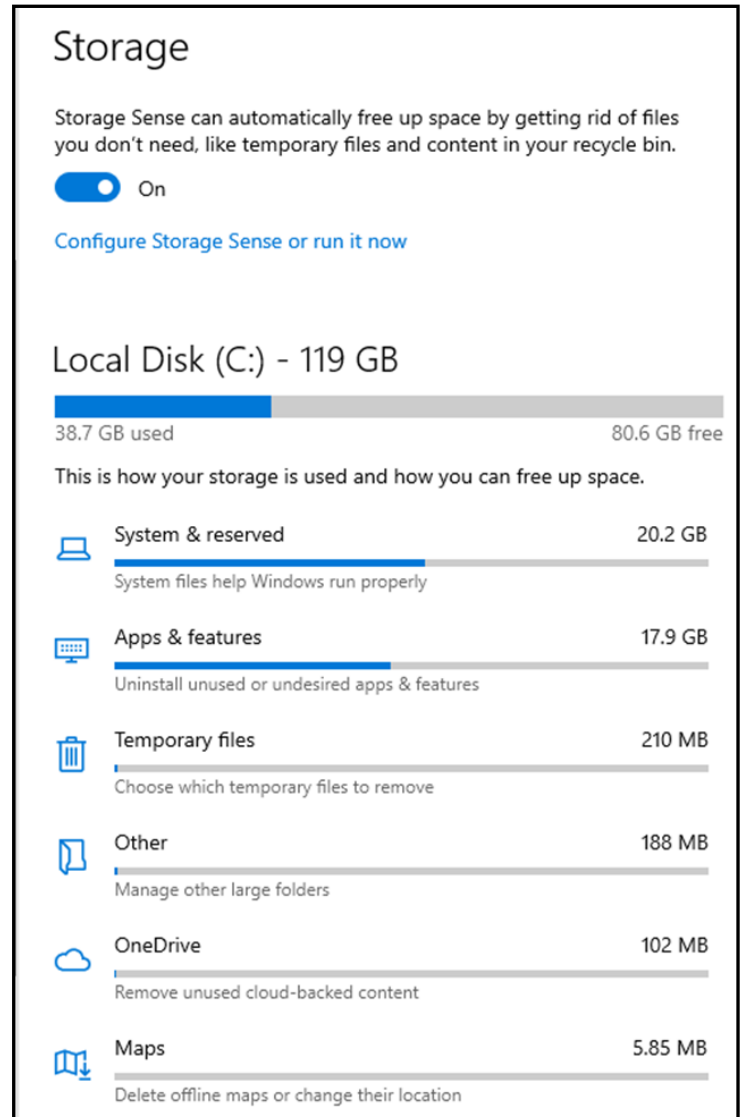 Storage
Storage Sense can automatically free up space by getting rid of files
you don't need, like temporary files and content in your recycle bin.
On
Configure Storage Sense or run it now
Local Disk (C:) - 119 GB
38.7 GB used 80.6 GB free
This is how your storage is used and how you can free up space.
System & reserved 20.2 GB
System files help Windows run properly
Apps & features 17.9 GB
Uninstall unused or undesired apps & features
Temporary files 210 MB
Choose which temporary files to remove
Other 188 MB
Manage other large folders
OneDrive 102 MB
Remove unused cloud-backed content
Maps 5.85 MB
Delete offline maps or change their location